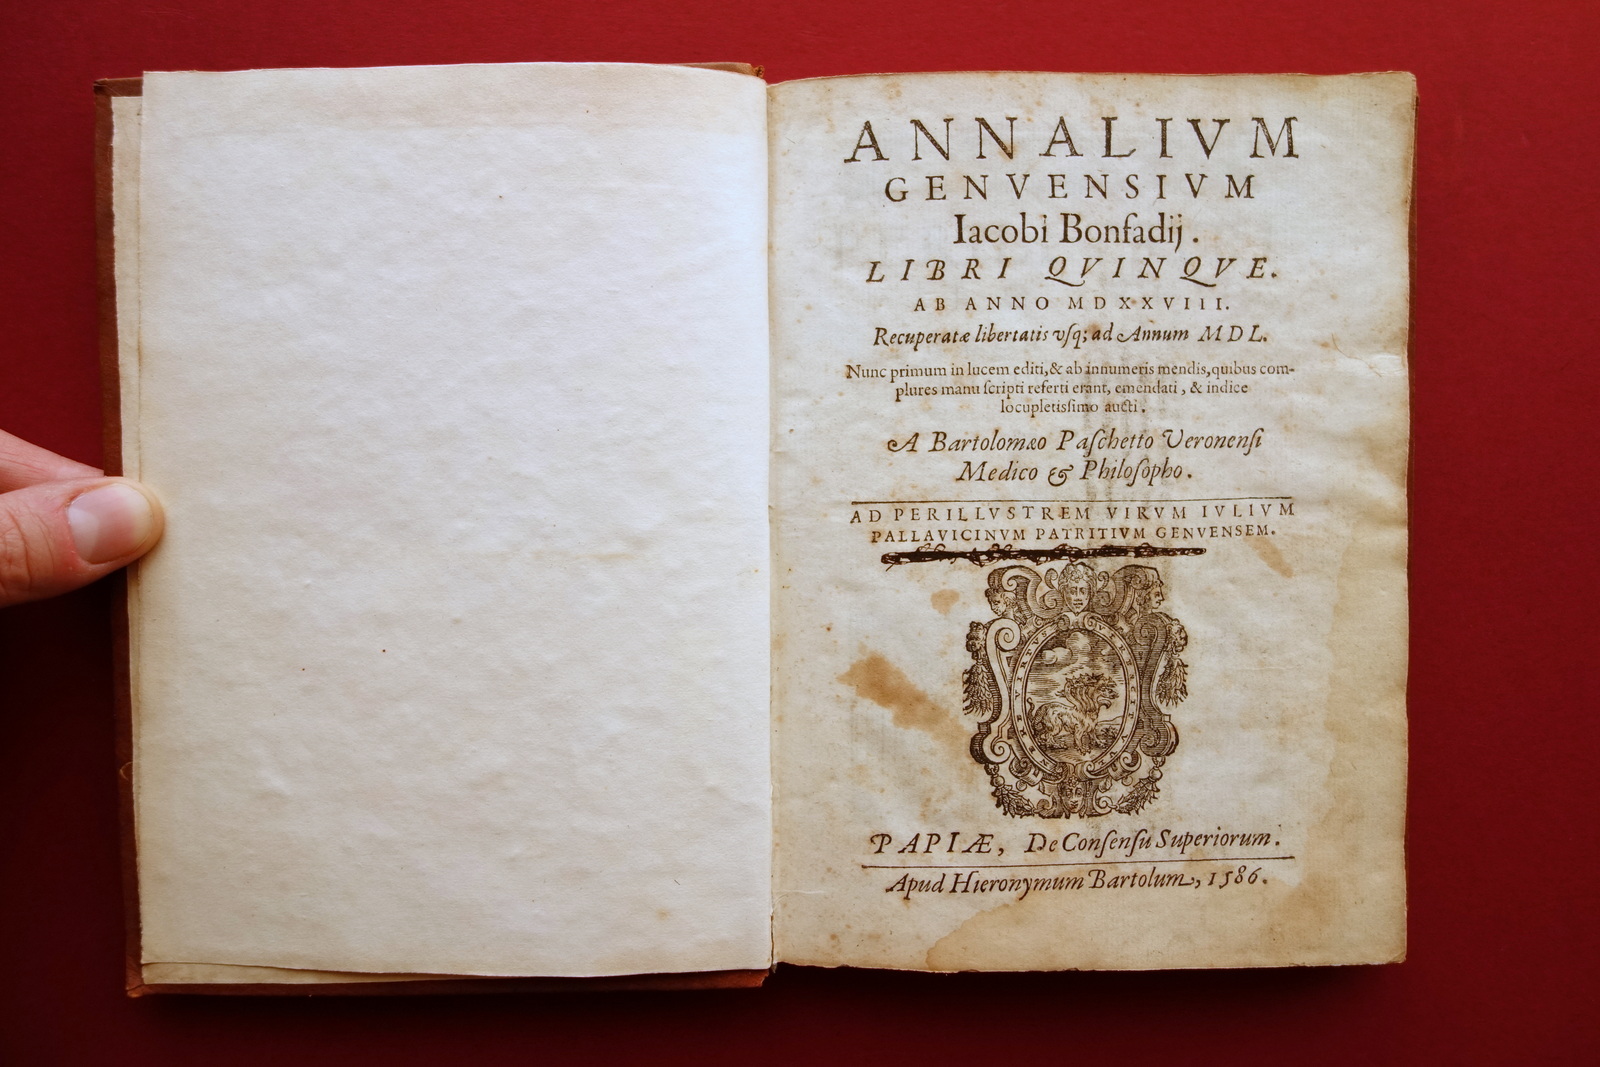 ANNALIVM
GENVENSIVM
Iacobi Bonfadij.
LIBRI QVINQVE.
AB ANNO MDXXVIII.
Recuperatæ libertatis vſq; ad Annum MDL.
Nunc primum in lucem editi, & ab innumeris mendis, quibus com-
plures manu ſcripti referti erant, emendati, & indice
locupletiſſimo aucti.
A Bartolomæo Paſchetto Veronenſi
Medico & Philoſopho.
AD PERILLVSTREM VIRVM IVLIVM
PALLAVICINVM PATRITIVM GENVENSEM.
PAPIÆ, De Conſenſu Superiorum.
Apud Hieronymum Bartolum, 1586.